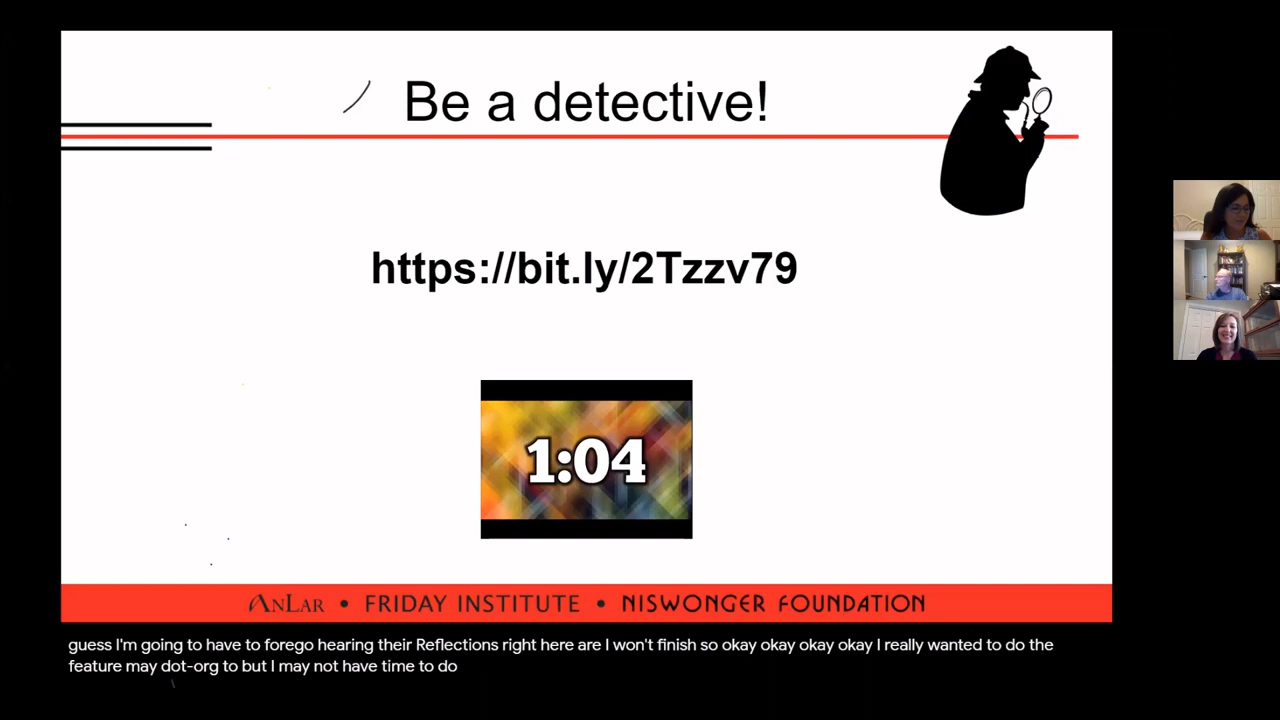 Be a detective!
https://bit.ly/2Tzzv79
1:04
ANLAR • FRIDAY INSTITUTE • NISWONGER FOUNDATION
guess I'm going to have to forego hearing their Reflections right here are I won't finish so okay okay okay okay I really wanted to do the
feature may dot-org to but I may not have time to do